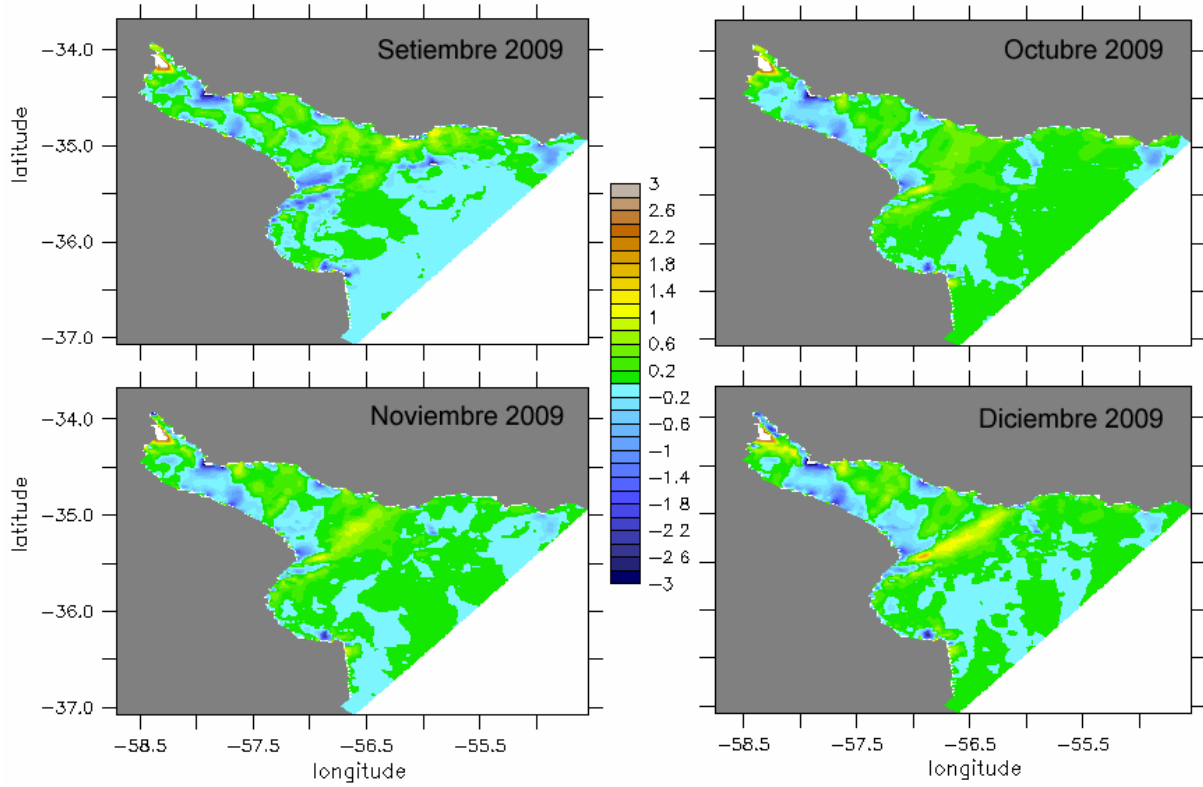 Setiembre 2009
Octubre 2009
−34.0
−35.0
−36.0
−37.0
latitude
3
2.6
2.2
1.8
1.4
1
0.6
0.2
−0.2
−0.6
−1
−1.4
−1.8
−2.2
−2 6
−3
Noviembre 2009
Diciembre 2009
−34.0
−35.0
−36.0
−37.0
latitude
−58.5 −57.5 −56.5 −55.5
longitude
−58.5 −57.5 −56.5 −55.5
longitude